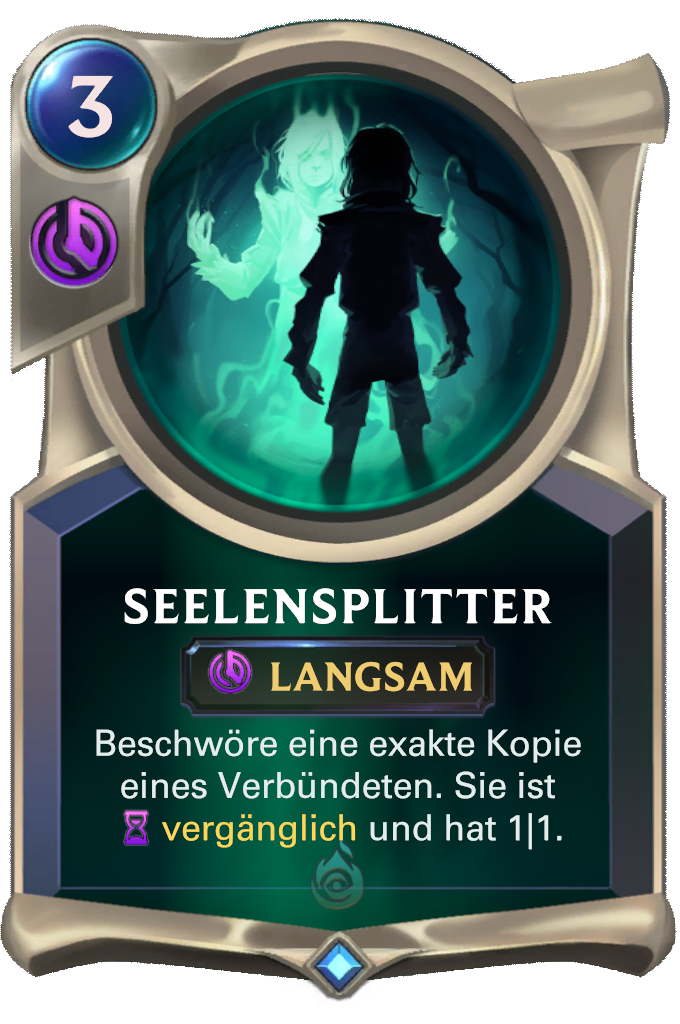 3
SEELENSPLITTER
LANGSAM
Beschwöre eine exakte Kopie
eines Verbündeten. Sie ist
vergänglich und hat 1|1.